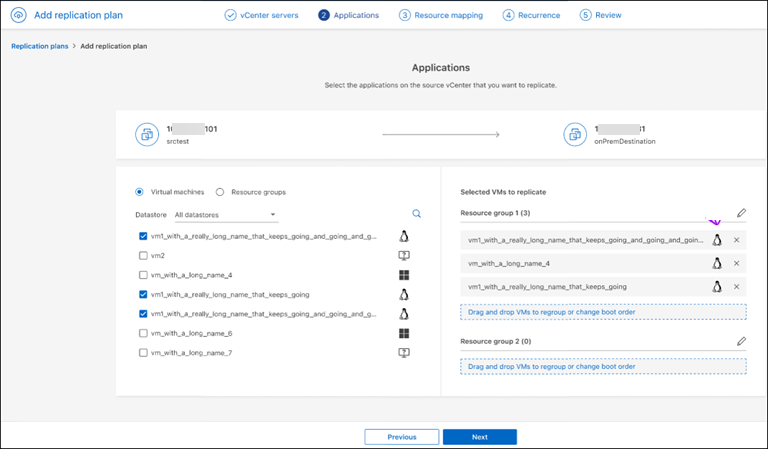 Add replication plan
vCenter servers
2 Applications
3 Resource mapping
4 Recurrence
5 Review
Replication plans > Add replication plan
Applications
Select the applications on the source vCenter that you want to replicate.
101
srctest
1 31
onPremDestination
Virtual machines
Resource groups
Datastore All datastores
vm1_with_a_really_long_name_that_keeps_going_and_going_and_g...
vm2
vm_with_a_long_name_4
vm1_with_a_really_long_name_that_keeps_going
vm1_with_a_really_long_name_that_keeps_going_and_going_and_g...
vm_with_a_long_name_6
vm_with_a_long_name_7
Selected VMs to replicate
Resource group 1 (3)
vm1_with_a_really_long_name_that_keeps_going_and_going_and_goin...
vm_with_a_long_name_4
vm1_with_a_really_long_name_that_keeps_going
Drag and drop VMs to regroup or change boot order
Resource group 2 (0)
Drag and drop VMs to regroup or change boot order
Previous
Next